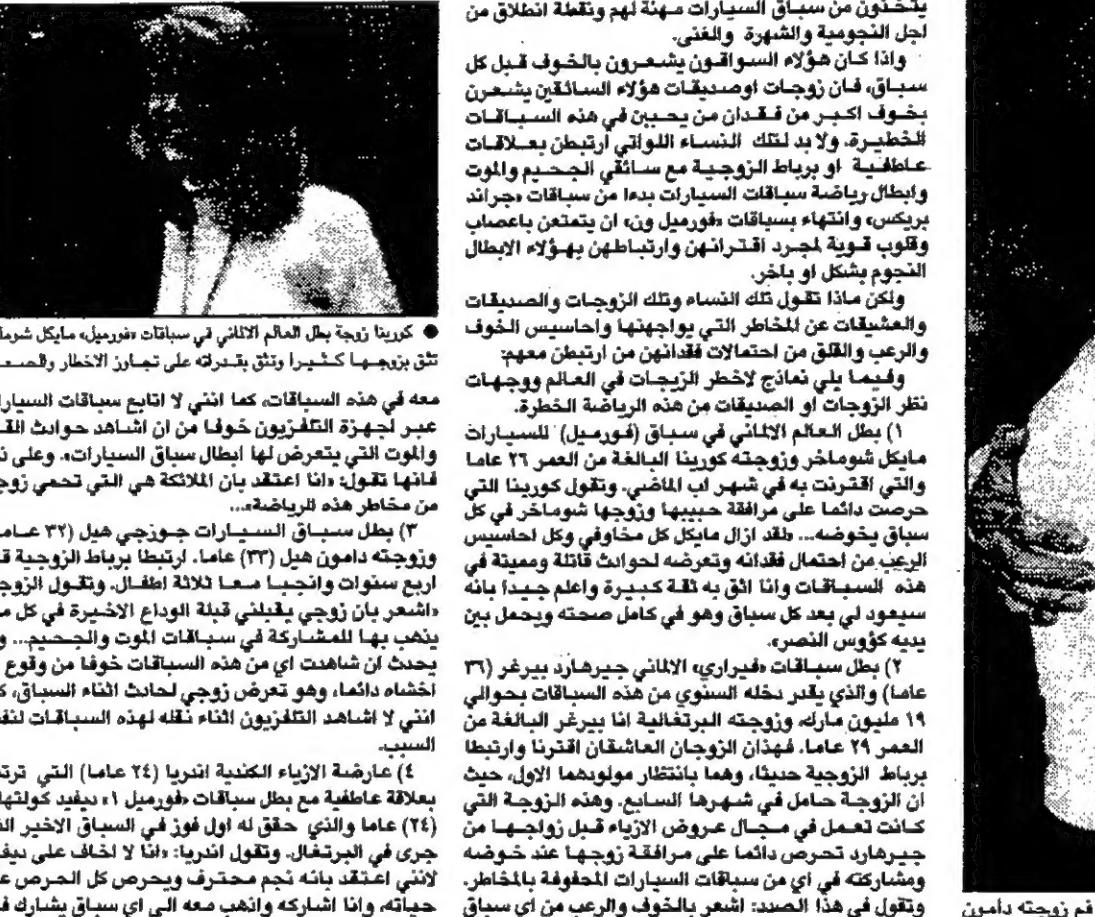 يتخذون من سباق السيارات مهنة لهم ونقطة انطلاق من
اجل النجومية والشهرة والغنى.
واذا كان هؤلاء السواقون يشعرون بالخوف قبل كل
سباق، فان زوجات اوصديقات هؤلاء السائقين يشعرن
بخوف اكبر من فقدان من يحببن في هذه السباقات
الخطيرة. ولا بد لتلك النساء اللواتي ارتبطن بعلاقات
عاطفية او برباط الزوجية مع سائقي الجحيم والموت
وابطال رياضة سباقات السيارات بدءا من سباقات «جراند
بريكس» وانتهاء بسباقات «فورميل ون» ان يتمتعن باعصاب
وقلوب قوية لمجرد اقترانهن وارتباطهن بهؤلاء الابطال
النجوم بشكل او بآخر.
ولكن ماذا تقول تلك النساء وتلك الزوجات والصديقات
والعشيقات عن المخاطر التي يواجهنها واحاسيس الخوف
والرعب والقلق من احتمالات فقدانهن من ارتبطن معهم:
وفيما يلي نماذج لاخطر الزيجات في العالم ووجهات
نظر الزوجات او الصديقات من هذه الرياضة الخطرة.
١) بطل العالم الالماني في سباق (فورميل) للسيارات
مايكل شوماخر وزوجته كورينا البالغة من العمر ٢٦ عاما
والتي اقترنت به في شهر اب الماضي. وتقول كورينا التي
حرصت دائما على مرافقة حبيبها وزوجها شوماخر في كل
سباق يخوضه... «لقد ازال مايكل كل مخاوفي وكل احاسيس
الرعب من احتمال فقدانه وتعرضه لحوادث قاتلة ومميتة في
هذه السباقات وانا اثق به ثقة كبيرة واعلم جيدا بانه
سيعود لي بعد كل سباق وهو في كامل صحته ويحمل بين
يديه كؤوس النصر».
٢) بطل سباقات «فيراري» الالماني جيرهارد بيرغر (٣٦
عاما) والذي يقدر دخله السنوي من هذه السباقات بحوالي
١٩ مليون مارك، وزوجته البرتغالية انا بيرغر البالغة من
العمر ٢٩ عاما. فهذان الزوجان العاشقان اقترنا وارتبطا
برباط الزوجية حديثا، وهما بانتظار مولودهما الاول، حيث
ان الزوجة حامل في شهرها السابع. وهذه الزوجة التي
كانت تعمل في مجال عروض الازياء قبل زواجها من
جيرهارد تحرص دائما على مرافقة زوجها عند خوضه
ومشاركته في اي من سباقات السيارات المحفوفة بالمخاطر.
وتقول في هذا الصدد: اشعر بالخوف والرعب من اي سباق
● كورينا زوجة بطل العالم الالماني في سباقات «فورميل» مايكل شوما
تثق بزوجها كثيرا وتثق بقدراته على تجاوز الاخطار والصع
معه في هذه السباقات، كما انني لا اتابع سباقات السيارا
عبر اجهزة التلفزيون خوفا من ان اشاهد حوادث الق
والموت التي يتعرض لها ابطال سباق السيارات». وعلى ن
فانها تقول: «انا اعتقد بان الملائكة هي التي تحمي زوج
من مخاطر هذه الرياضة»...
٣) بطل سباق السيارات جورجي هيل (٣٢ عام
وزوجته دامون هيل (٣٣) عاما. ارتبطا برباط الزوجية ق
اربع سنوات وانجبا معا ثلاثة اطفال. وتقول الزوج
«اشعر بان زوجي يقبلني قبلة الوداع الاخيرة في كل م
يذهب بها للمشاركة في سباقات الموت والجحيم... و
يحدث ان شاهدت اي من هذه السباقات خوفا من وقوع
اخشاه دائما، وهو تعرض زوجي لحادث اثناء السباق، ك
انني لا اشاهد التلفزيون اثناء نقله لهذه السباقات لنف
السبب.
٤) عارضة الازياء الكندية اندريا (٢٤ عاما) التي ترت
بعلاقة عاطفية مع بطل سباقات «فورميل ١» ديفيد كولتها
(٢٤) عاما والذي حقق له اول فوز في السباق الاخير ال
جرى في البرتغال. وتقول اندريا: «انا لا اخاف على ديف
لانني اعتقد بانه نجم محترف ويحرص كل الحرص ع
حياته، وانا اشاركه واذهب معه الى اي سباق يشارك ف
فم زوجته دامون